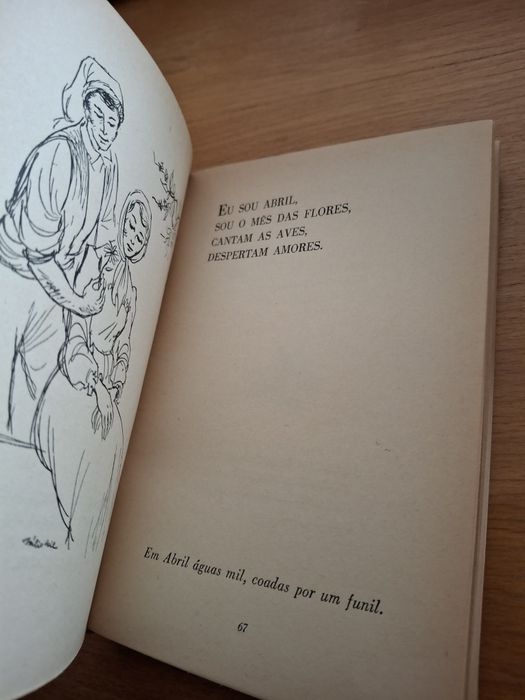 EU SOU ABRIL,
SOU O MÊS DAS FLORES,
CANTAM AS AVES,
DESPERTAM AMORES.
Em Abril águas mil, coadas por um funil.
67